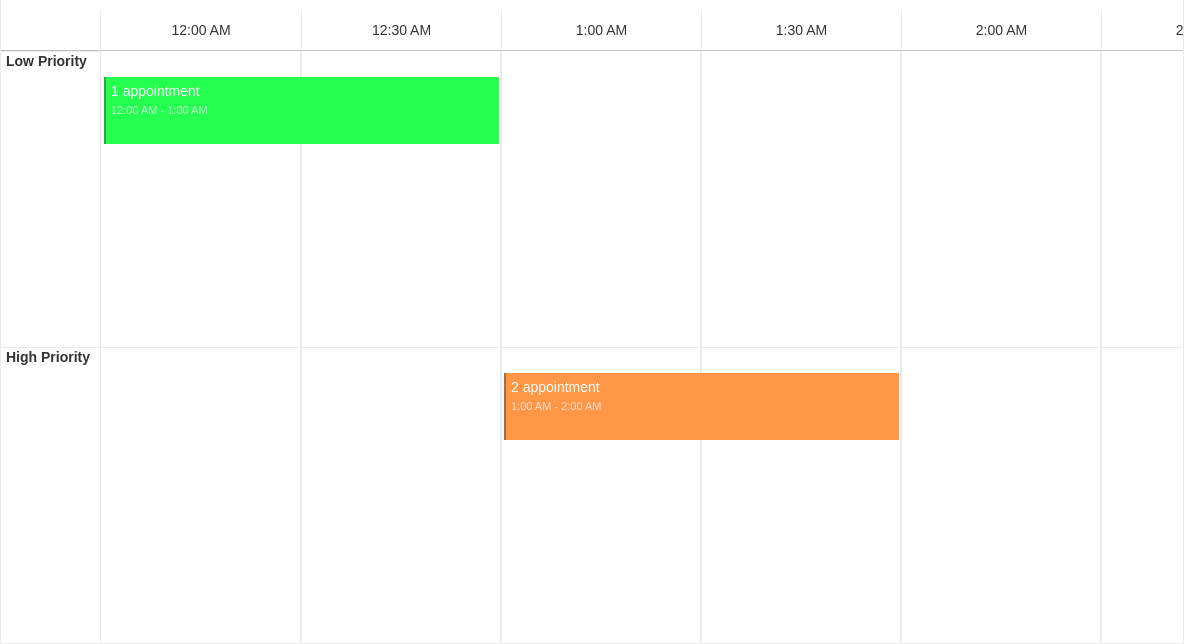 12:00 AM 12:30 AM 1:00 AM 1:30 AM 2:00 AM 2
Low Priority
1 appointment
12:00 AM - 1:00 AM
High Priority
2 appointment
1:00 AM - 2:00 AM